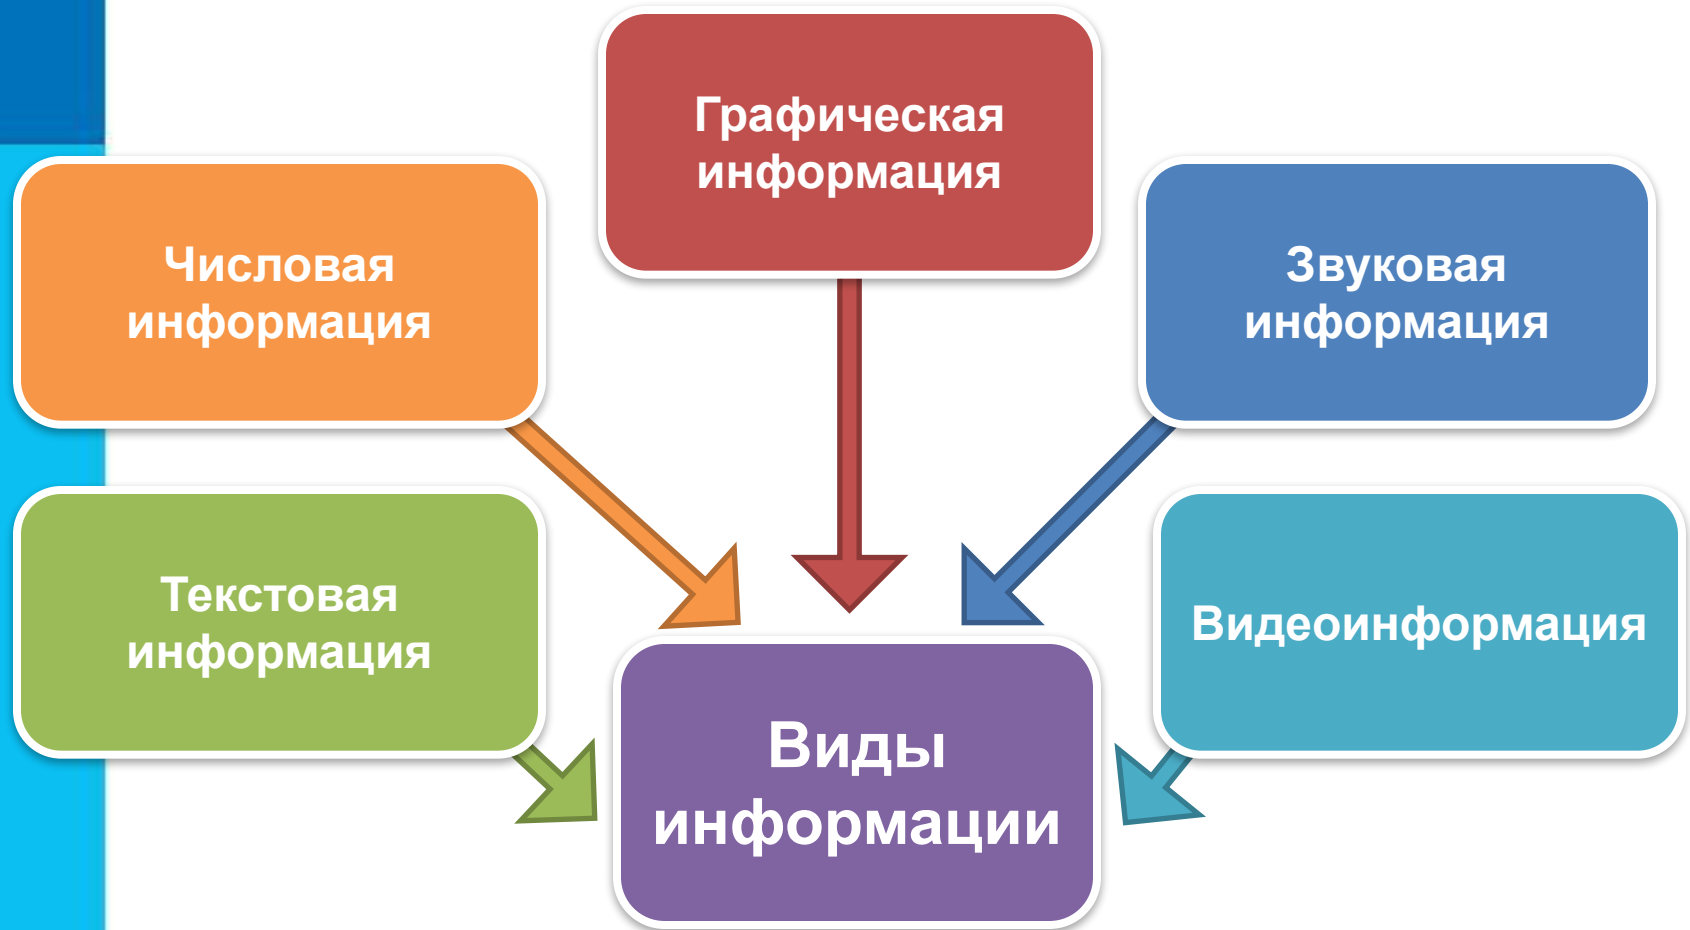 Графическая
информация
Числовая
информация
Звуковая
информация
Текстовая
информация
Видеоинформация
Виды
информации